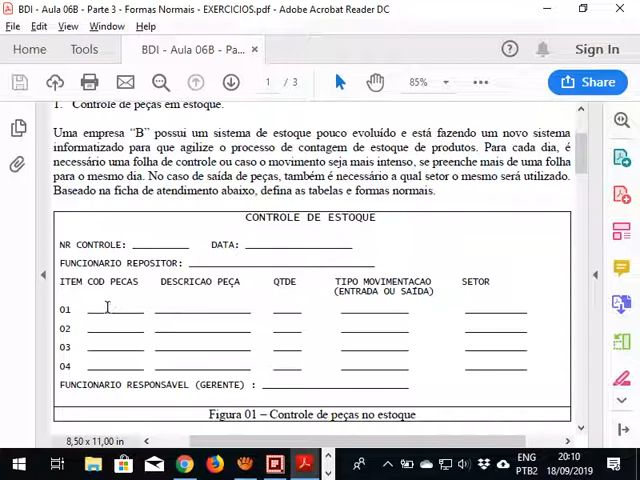 BDI - Aula 06B - Parte 3 - Formas Normais - EXERCICIOS.pdf - Adobe Acrobat Reader DC
File Edit View Window Help
Home Tools BDI - Aula 06B - Pa... × Sign In
1 / 3 85% Share
1. Controle de peças em estoque.
Uma empresa “B” possui um sistema de estoque pouco evoluído e está fazendo um novo sistema
informatizado para que agilize o processo de contagem de estoque de produtos. Para cada dia, é
necessário uma folha de controle ou caso o movimento seja mais intenso, se preenche mais de uma folha
para o mesmo dia. No caso de saída de peças, também é necessário a qual setor o mesmo será utilizado.
Baseado na ficha de atendimento abaixo, defina as tabelas e formas normais.
CONTROLE DE ESTOQUE
NR CONTROLE: DATA:
FUNCIONARIO REPOSITOR:
ITEM COD PECAS DESCRICAO PEÇA QTDE TIPO MOVIMENTACAO SETOR
(ENTRADA OU SAÍDA)
01
02
03
04
FUNCIONARIO RESPONSÁVEL (GERENTE) :
Figura 01 – Controle de peças no estoque
8,50 x 11,00 in
ENG 20:10
PTB2 18/09/2019